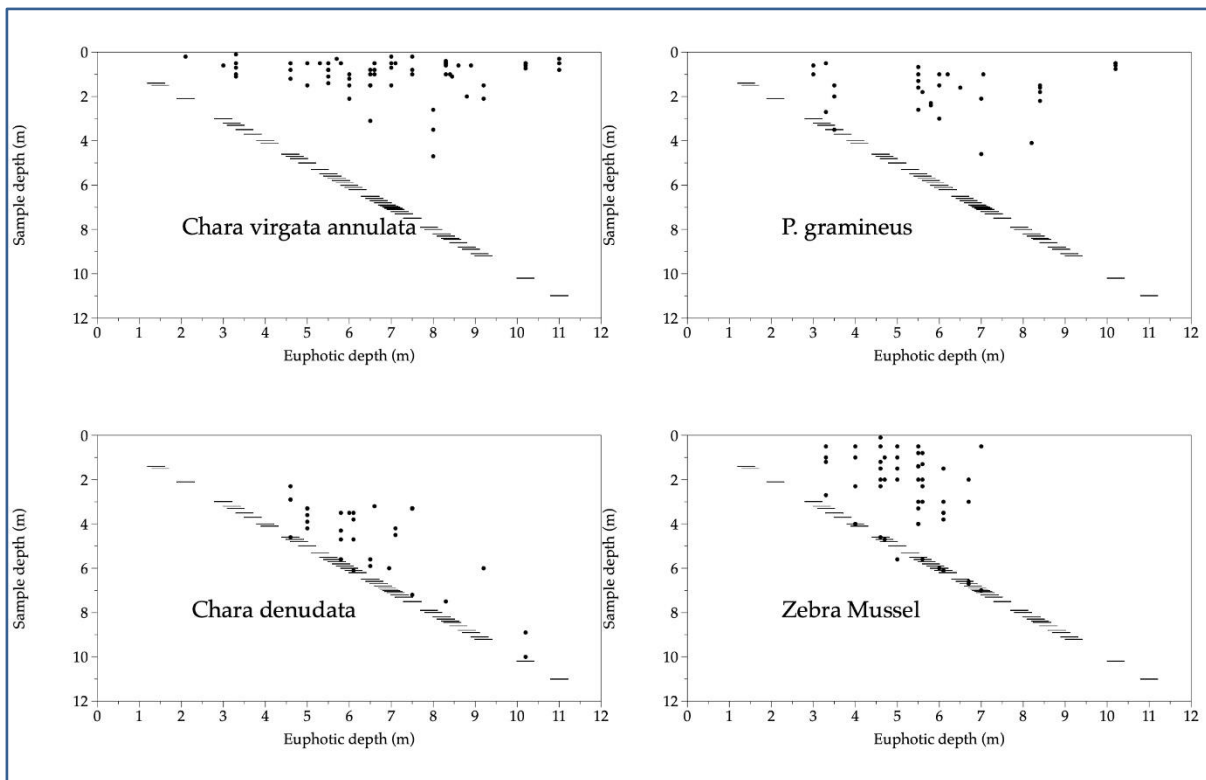 0
2
4
6
8
10
12
Sample depth (m)
Chara virgata annulata
0 1 2 3 4 5 6 7 8 9 10 11 12
Euphotic depth (m)
0
2
4
6
8
10
12
Sample depth (m)
P. gramineus
0 1 2 3 4 5 6 7 8 9 10 11 12
Euphotic depth (m)
0
2
4
6
8
10
12
Sample depth (m)
Chara denudata
0 1 2 3 4 5 6 7 8 9 10 11 12
Euphotic depth (m)
0
2
4
6
8
10
12
Sample depth (m)
Zebra Mussel
0 1 2 3 4 5 6 7 8 9 10 11 12
Euphotic depth (m)